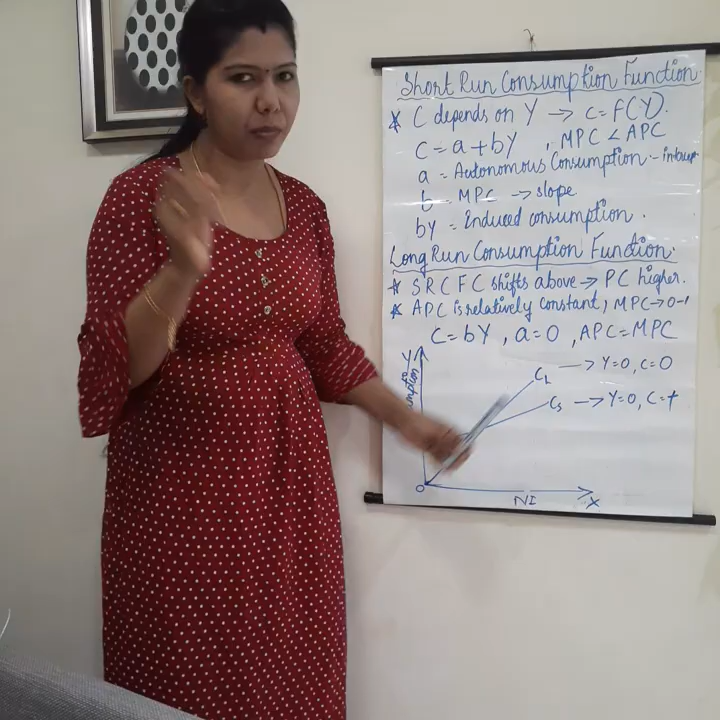 Short Run Consumption Function
* C depends on Y → C = F(Y).
C = a + bY , MPC < APC
a = Autonomous Consumption -
b = MPC → slope
by = Induced consumption.
Long Run Consumption Function.
* SRCFC shifts above → PC higher.
* APC is relatively constant, MPC → 0-1
C = bY , a = 0 , APC = MPC
Y
CL → Y=0, C=0
CS → Y=0, C=+
O
NI
X